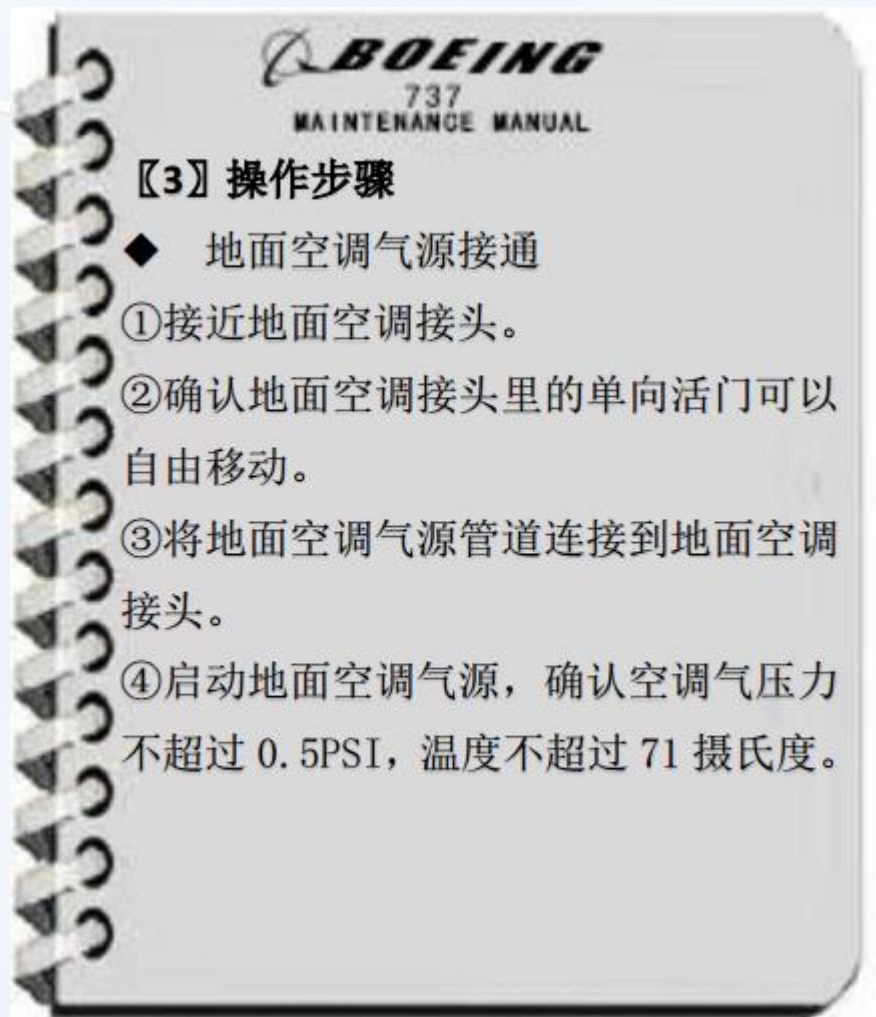 BOEING
737
MAINTENANCE MANUAL
〖3〗操作步骤
◆ 地面空调气源接通
①接近地面空调接头。
②确认地面空调接头里的单向活门可以
自由移动。
③将地面空调气源管道连接到地面空调
接头。
④启动地面空调气源，确认空调气压力
不超过 0.5PSI，温度不超过 71 摄氏度。